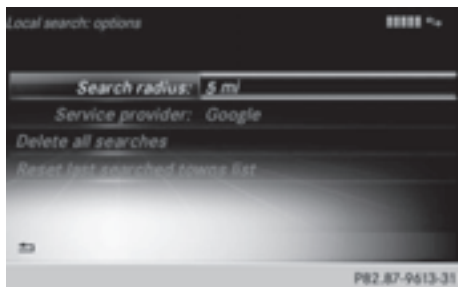 Local search: options
Search radius: 5 mi
Service provider: Google
Delete all searches
Reset last searched towns list
P82.87-9613-31